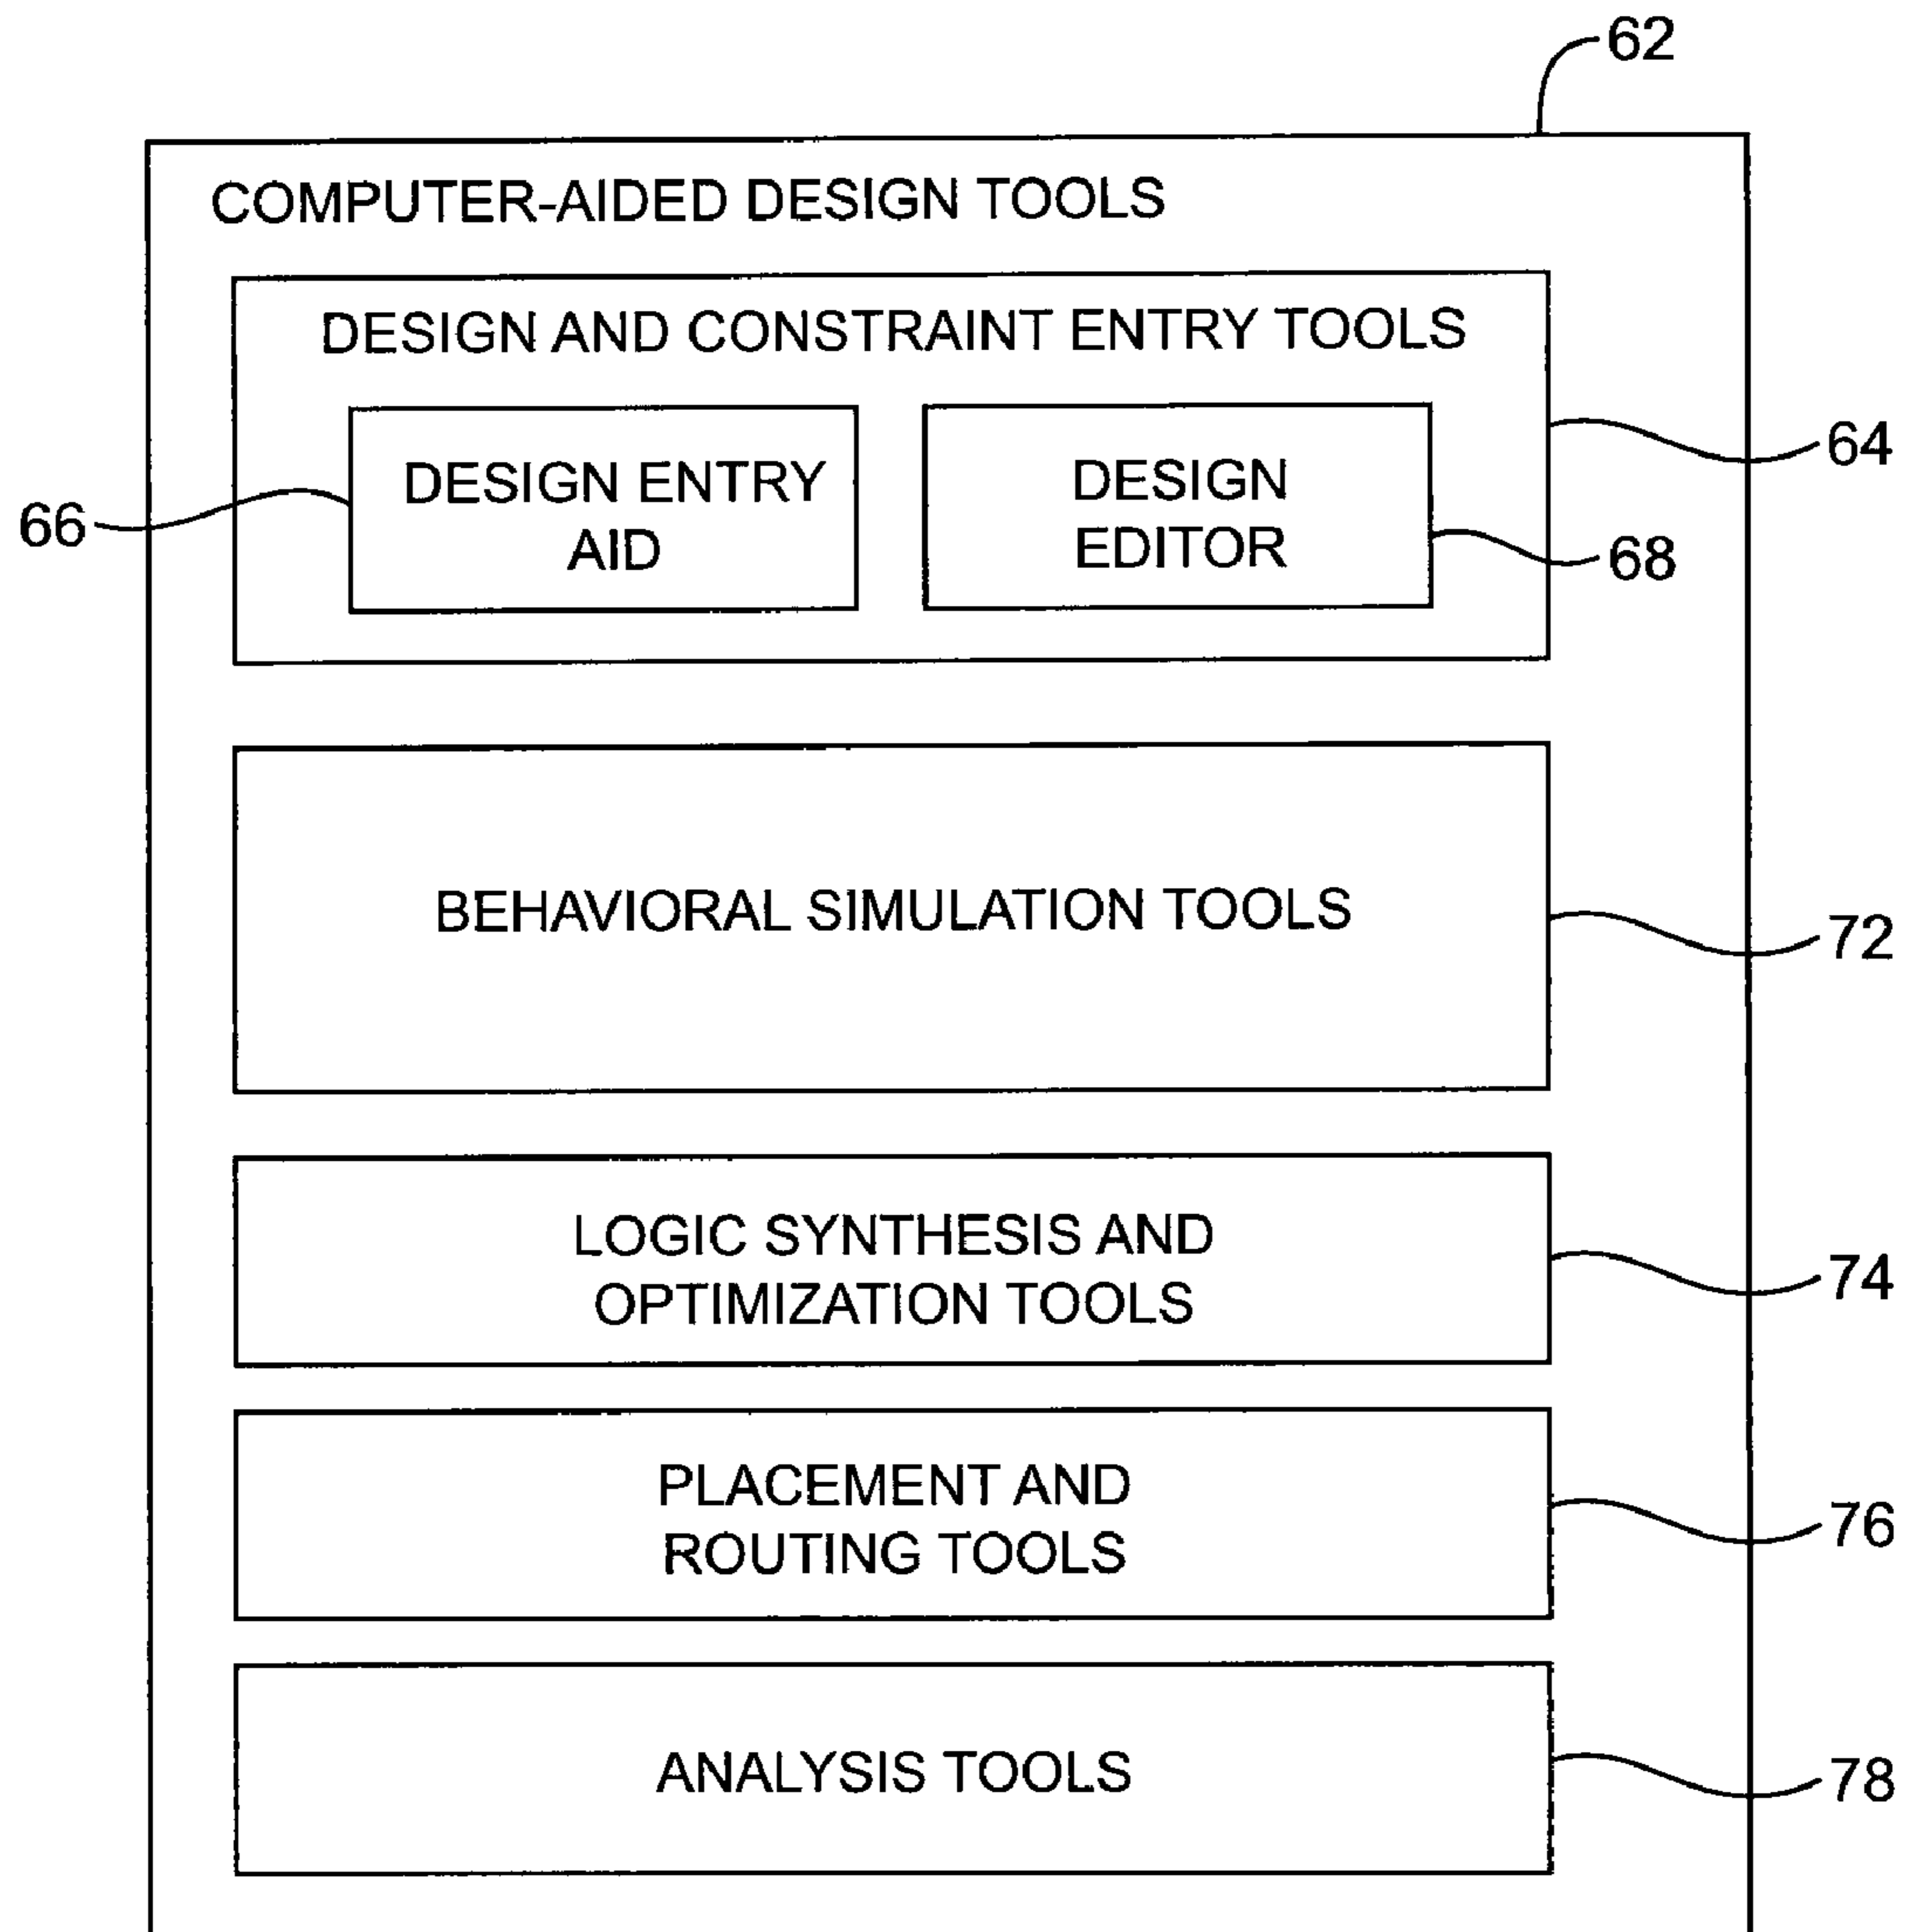 62
COMPUTER-AIDED DESIGN TOOLS
DESIGN AND CONSTRAINT ENTRY TOOLS
64
66
DESIGN ENTRY
AID
DESIGN
EDITOR
68
BEHAVIORAL SIMULATION TOOLS
72
LOGIC SYNTHESIS AND
OPTIMIZATION TOOLS
74
PLACEMENT AND
ROUTING TOOLS
76
ANALYSIS TOOLS
78